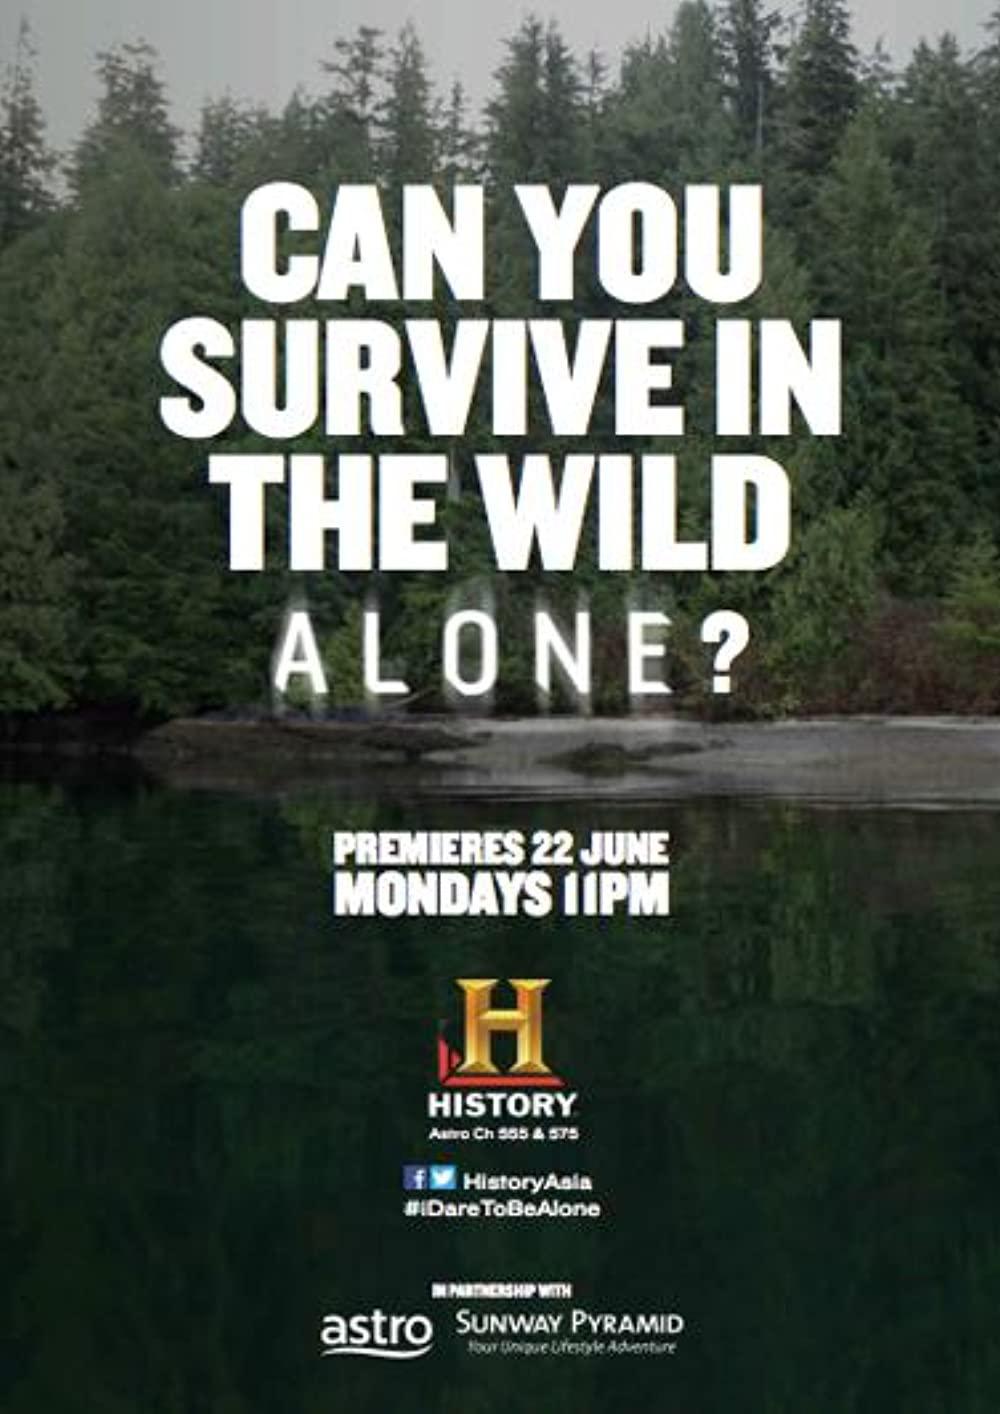 CAN YOU
SURVIVE IN
THE WILD
ALONE?
PREMIERES 22 JUNE
MONDAYS 11PM
H
HISTORY
Astro Ch 555 & 575
f HistoryAsia
#iDareToBeAlone
IN PARTNERSHIP WITH
astro SUNWAY PYRAMID
Your Unique Lifestyle Adventure